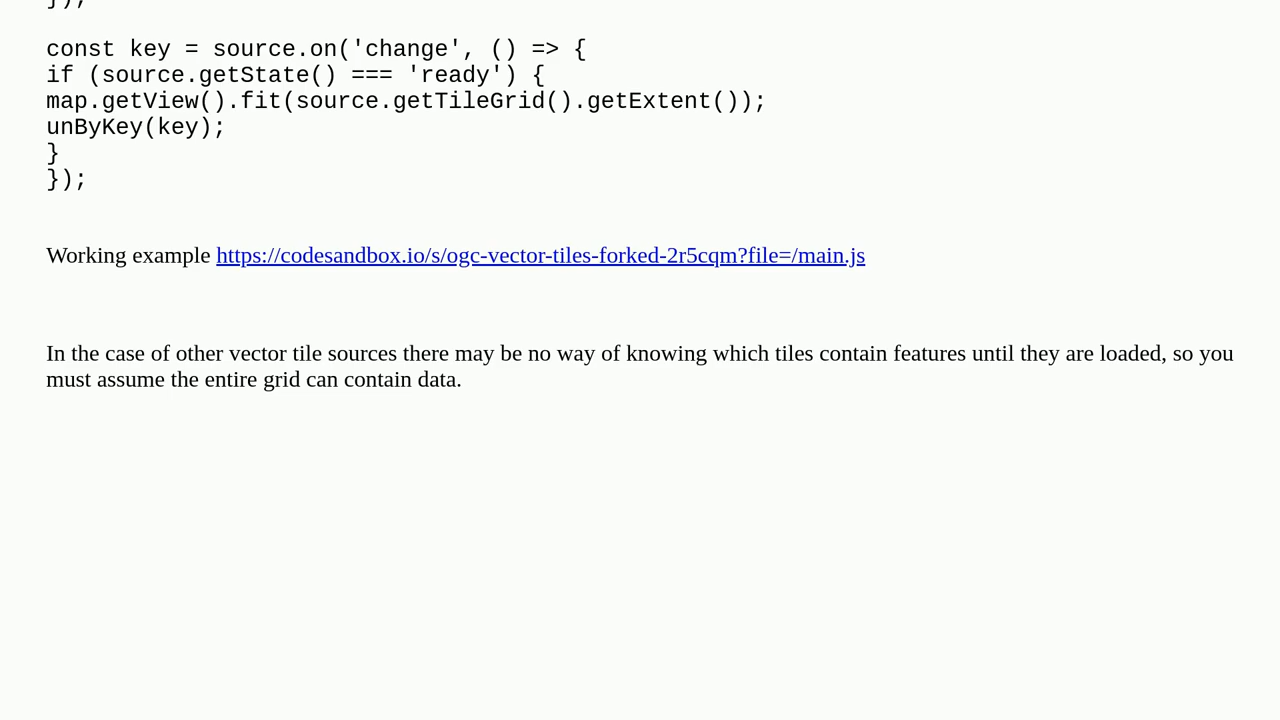 });
const key = source.on('change', () => {
if (source.getState() === 'ready') {
map.getView().fit(source.getTileGrid().getExtent());
unByKey(key);
}
});
Working example https://codesandbox.io/s/ogc-vector-tiles-forked-2r5cqm?file=/main.js
In the case of other vector tile sources there may be no way of knowing which tiles contain features until they are loaded, so you
must assume the entire grid can contain data.